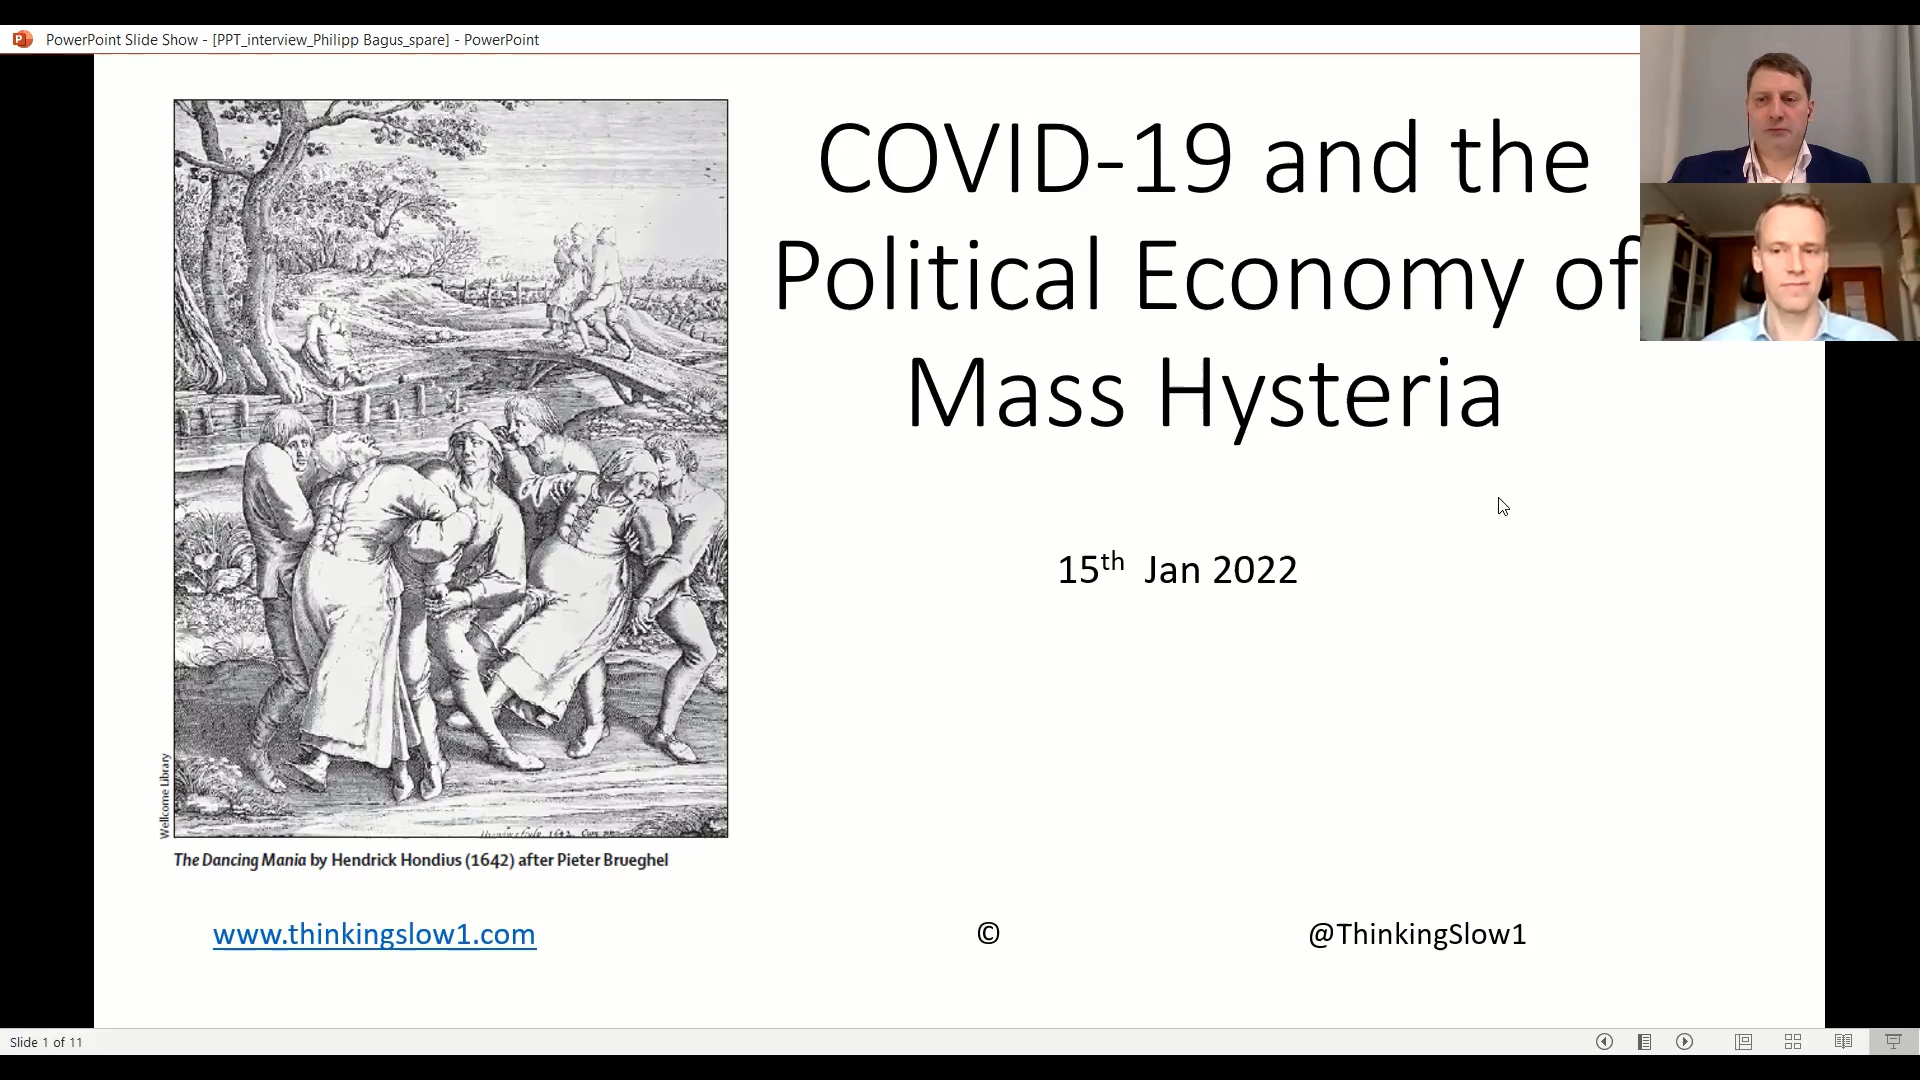 PowerPoint Slide Show - [PPT_interview_Philipp Bagus_spare] - PowerPoint
COVID-19 and the
Political Economy of
Mass Hysteria
15th Jan 2022
Wellcome Library
The Dancing Mania by Hendrick Hondius (1642) after Pieter Brueghel
www.thinkingslow1.com
©
@ThinkingSlow1
Slide 1 of 11